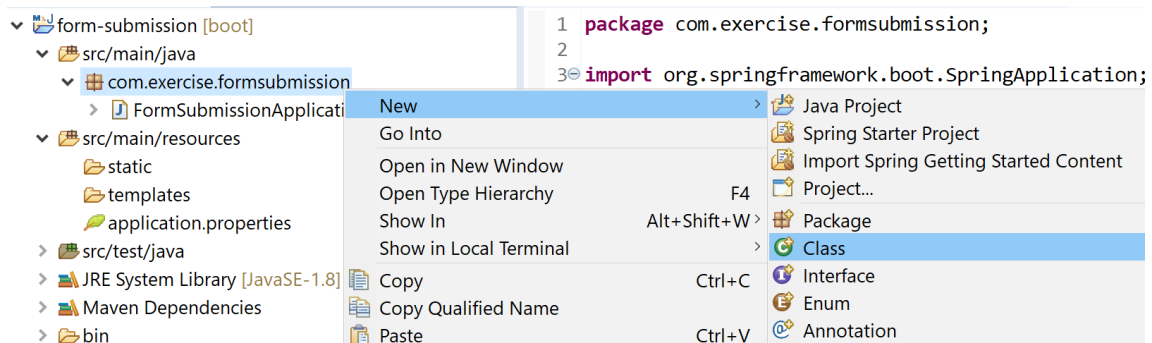 form-submission [boot]
src/main/java
com.exercise.formsubmission
FormSubmissionApplicati
src/main/resources
static
templates
application.properties
src/test/java
JRE System Library [JavaSE-1.8]
Maven Dependencies
bin
1 package com.exercise.formsubmission;
2
3 import org.springframework.boot.SpringApplication;
New
Go Into
Open in New Window
Open Type Hierarchy F4
Show In Alt+Shift+W
Show in Local Terminal
Copy Ctrl+C
Copy Qualified Name
Paste Ctrl+V
Java Project
Spring Starter Project
Import Spring Getting Started Content
Project...
Package
Class
Interface
Enum
Annotation